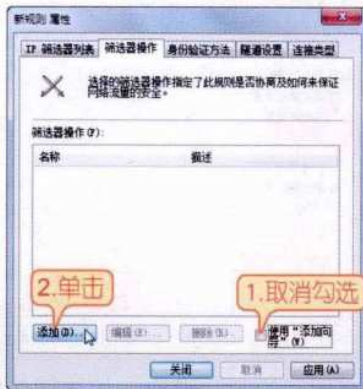 新规则 属性
IP 筛选器列表 筛选器操作 身份验证方法 隧道设置 连接类型
选择的筛选器操作指定了此规则是否协商及如何来保证
网络流量的安全。
筛选器操作(F):
名称 描述
2.单击
1.取消勾选
添加(D)... 编辑(E)... 删除(R) 使用“添加向
导”(W)
关闭 取消 应用(A)